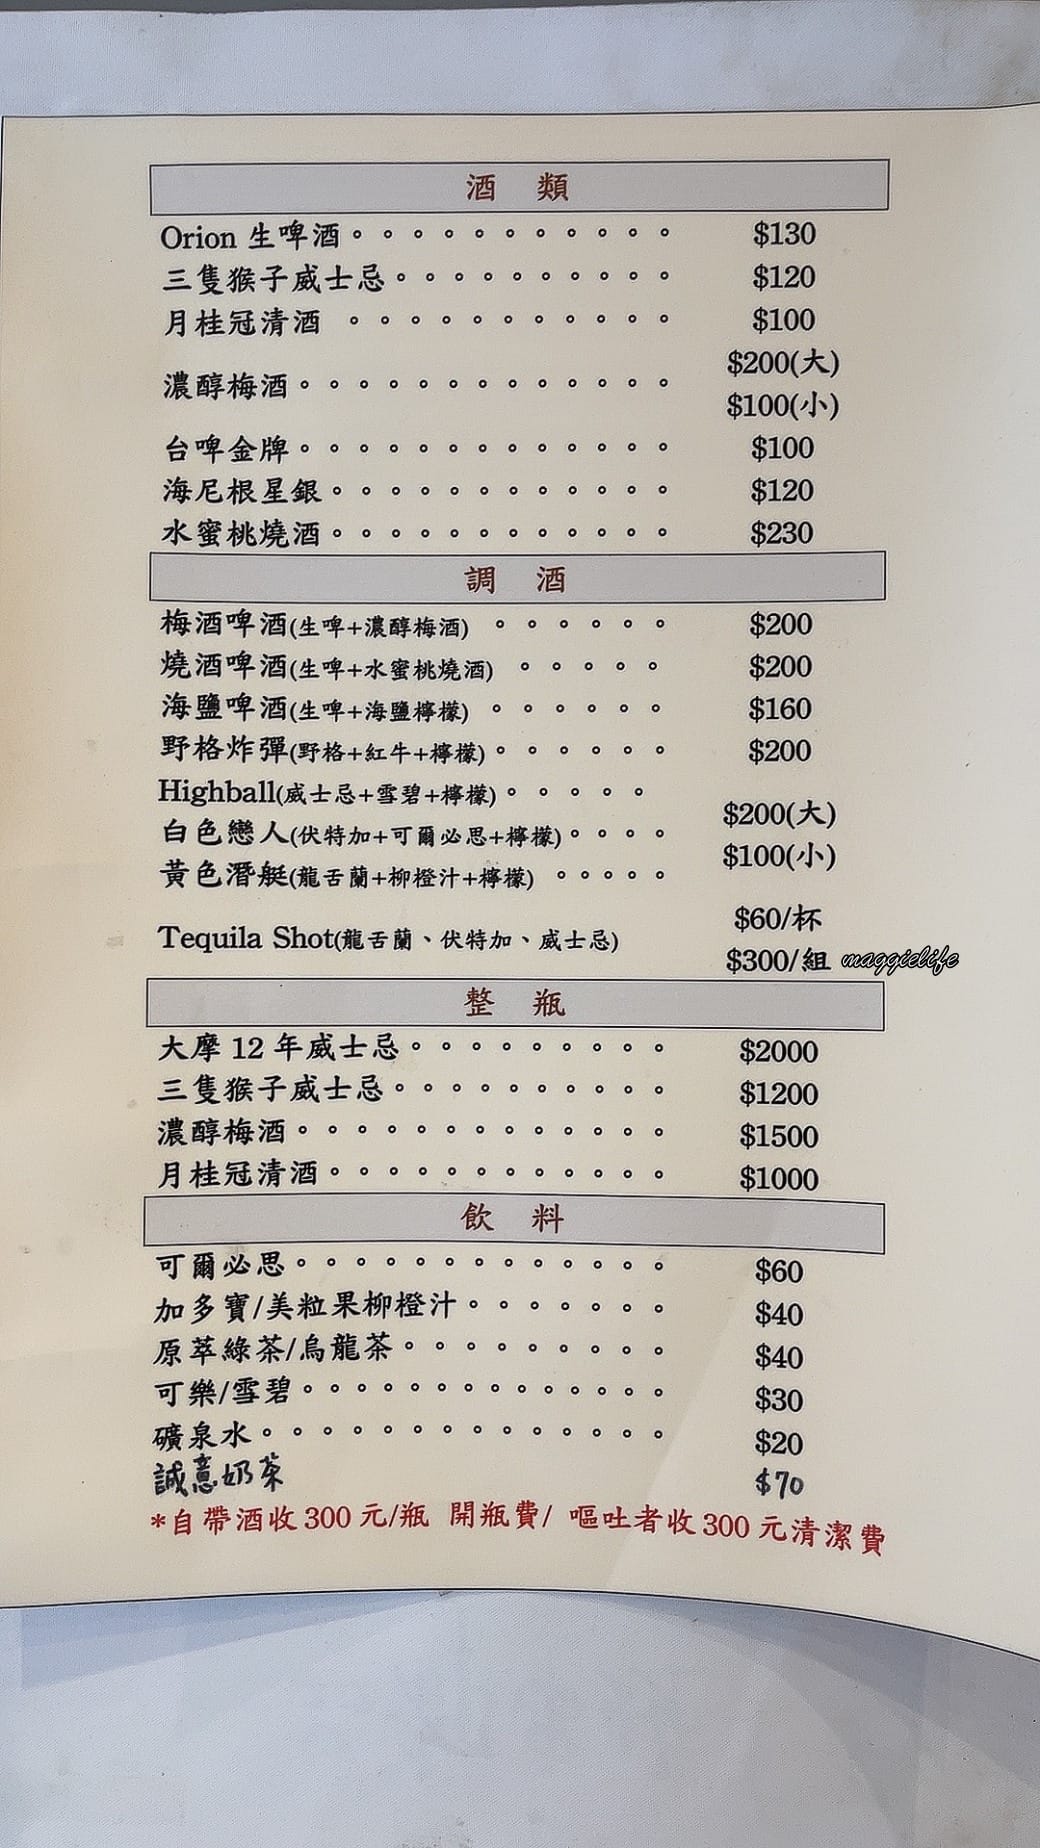 酒 類
Orion 生啤酒。。。。。。。。。。。 $130
三隻猴子威士忌。。。。。。。。。。 $120
月桂冠清酒 。。。。。。。。。。。 $100
$200(大)
濃醇梅酒。。。。。。。。。。。。。
$100(小)
台啤金牌。。。。。。。。。。。。。 $100
海尼根星銀。。。。。。。。。。。。 $120
水蜜桃燒酒。。。。。。。。。。。。 $230
調 酒
梅酒啤酒(生啤+濃醇梅酒) 。。。。。。 $200
燒酒啤酒(生啤+水蜜桃燒酒) 。。。。。 $200
海鹽啤酒(生啤+海鹽檸檬) 。。。。。。 $160
野格炸彈(野格+紅牛+檸檬)。。。。。。 $200
Highball(威士忌+雪碧+檸檬)。。。。。
$200(大)
白色戀人(伏特加+可爾必思+檸檬)。。。。
$100(小)
黃色潛艇(龍舌蘭+柳橙汁+檸檬) 。。。。。
$60/杯
Tequila Shot(龍舌蘭、伏特加、威士忌)
$300/組 maggielife
整 瓶
大摩 12 年威士忌。。。。。。。。。 $2000
三隻猴子威士忌。。。。。。。。。。 $1200
濃醇梅酒。。。。。。。。。。。。。 $1500
月桂冠清酒。。。。。。。。。。。。 $1000
飲 料
可爾必思。。。。。。。。。。。。。 $60
加多寶/美粒果柳橙汁。。。。。。。 $40
原萃綠茶/烏龍茶。。。。。。。。。 $40
可樂/雪碧。。。。。。。。。。。。。。 $30
礦泉水。。。。。。。。。。。。。。 $20
誠意奶茶 $70
*自帶酒收 300 元/瓶 開瓶費/ 嘔吐者收 300 元清潔費